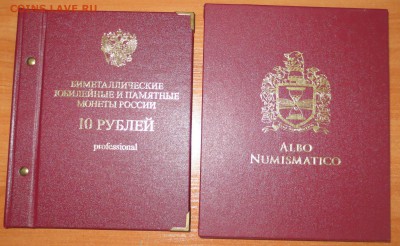 COINS.LAVE.RU
БИМЕТАЛЛИЧЕСКИЕ
ЮБИЛЕЙНЫЕ И ПАМЯТНЫЕ
МОНЕТЫ РОССИИ
10 РУБЛЕЙ
professional
ALBO
NUMISMATICO